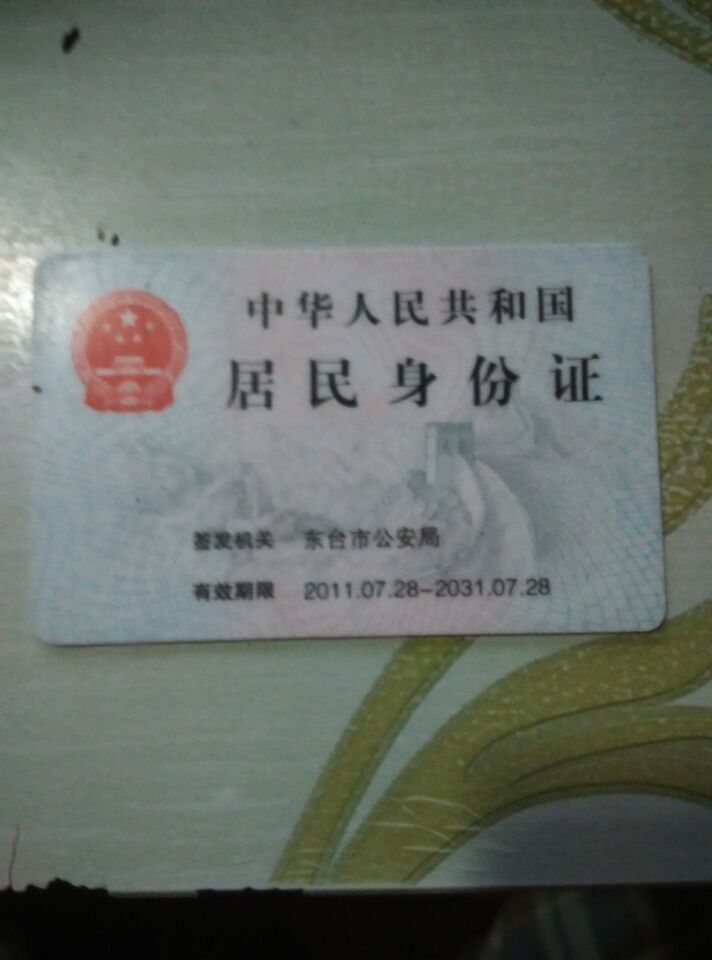 中华人民共和国
居民身份证
签发机关 东台市公安局
有效期限 2011.07.28-2031.07.28